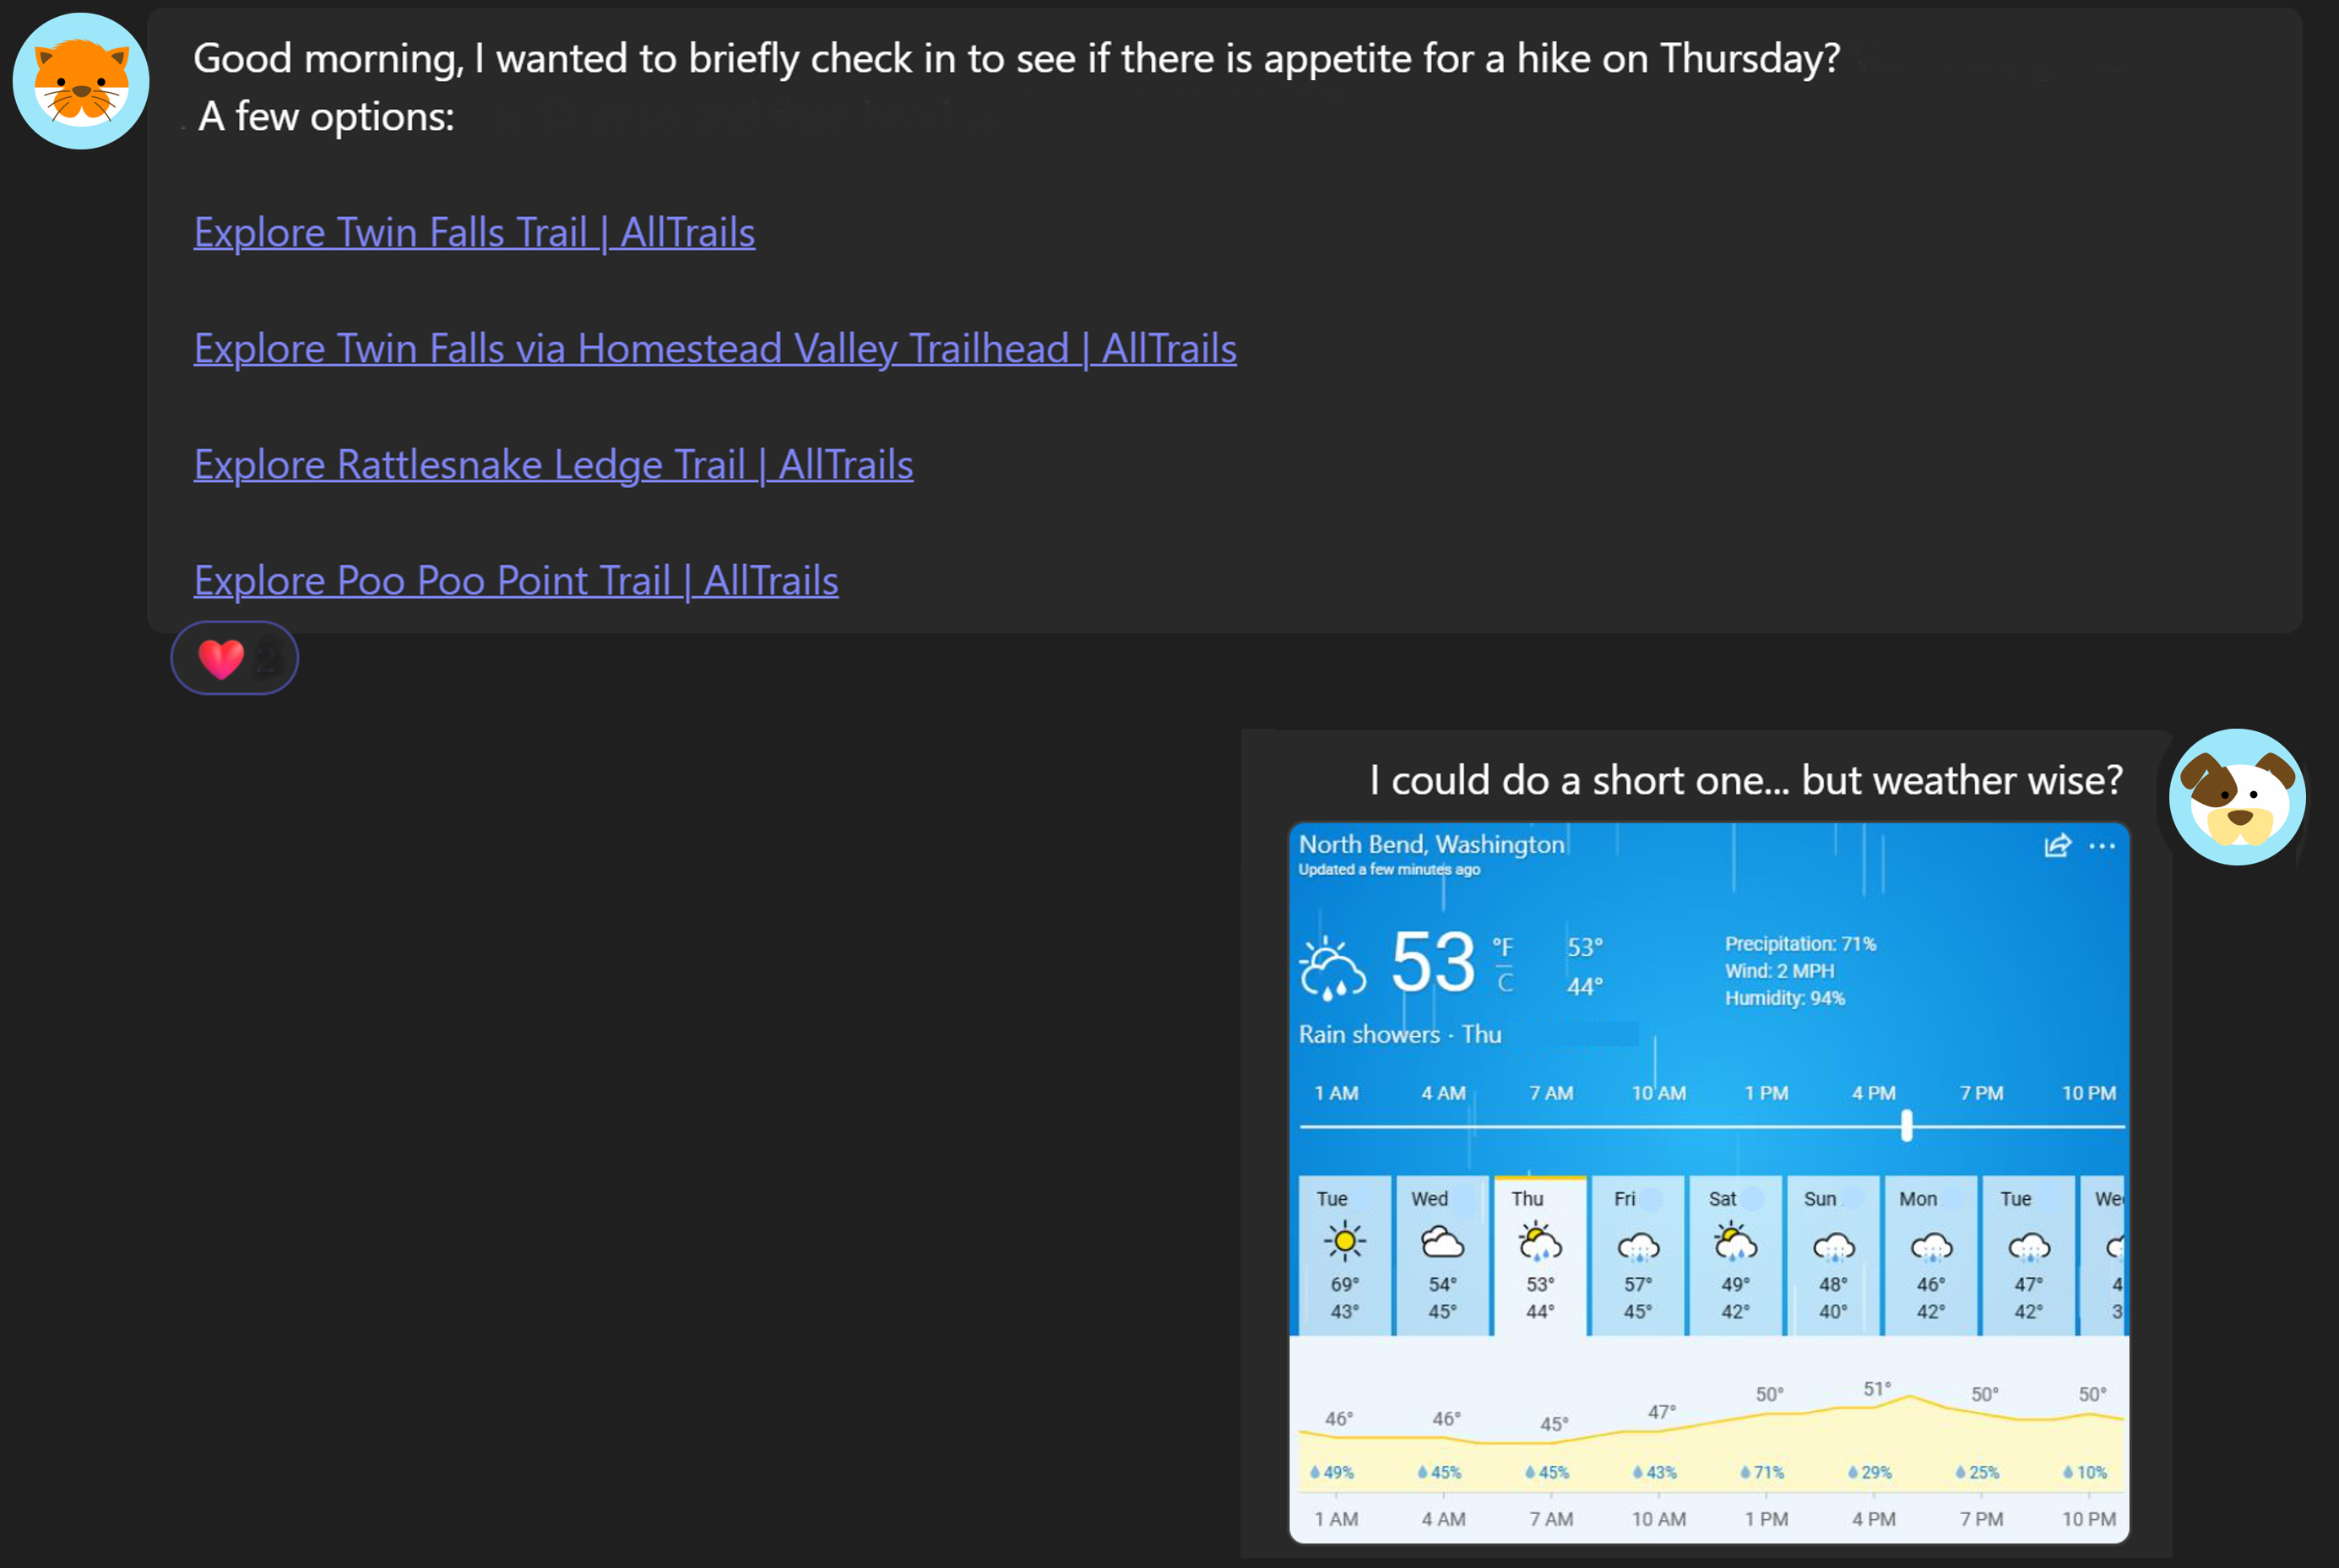 Good morning, I wanted to briefly check in to see if there is appetite for a hike on Thursday?
A few options:
Explore Twin Falls Trail | AllTrails
Explore Twin Falls via Homestead Valley Trailhead | AllTrails
Explore Rattlesnake Ledge Trail | AllTrails
Explore Poo Poo Point Trail | AllTrails
I could do a short one... but weather wise?
North Bend, Washington
Updated a few minutes ago
53 °F C 53° 44°
Precipitation: 71%
Wind: 2 MPH
Humidity: 94%
Rain showers · Thu
1 AM 4 AM 7 AM 10 AM 1 PM 4 PM 7 PM 10 PM
Tue Wed Thu Fri Sat Sun Mon Tue
69° 54° 53° 57° 49° 48° 46° 47°
43° 45° 44° 45° 42° 40° 42° 42°
46° 46° 45° 47° 50° 51° 50° 50°
49% 45% 45% 43% 71% 29% 25% 10%
1 AM 4 AM 7 AM 10 AM 1 PM 4 PM 7 PM 10 PM